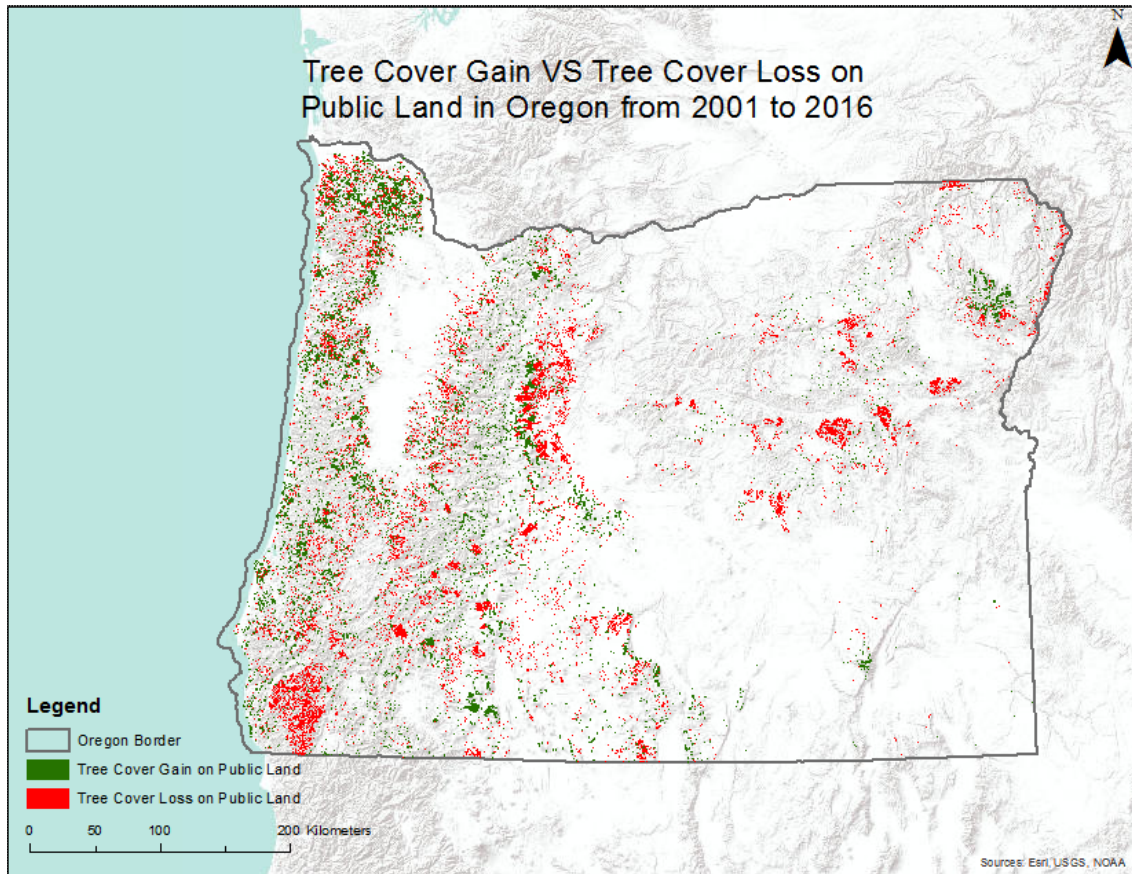 N
Tree Cover Gain VS Tree Cover Loss on
Public Land in Oregon from 2001 to 2016
Legend
Oregon Border
Tree Cover Gain on Public Land
Tree Cover Loss on Public Land
0 50 100 200 Kilometers
Sources: Esri, USGS, NOAA